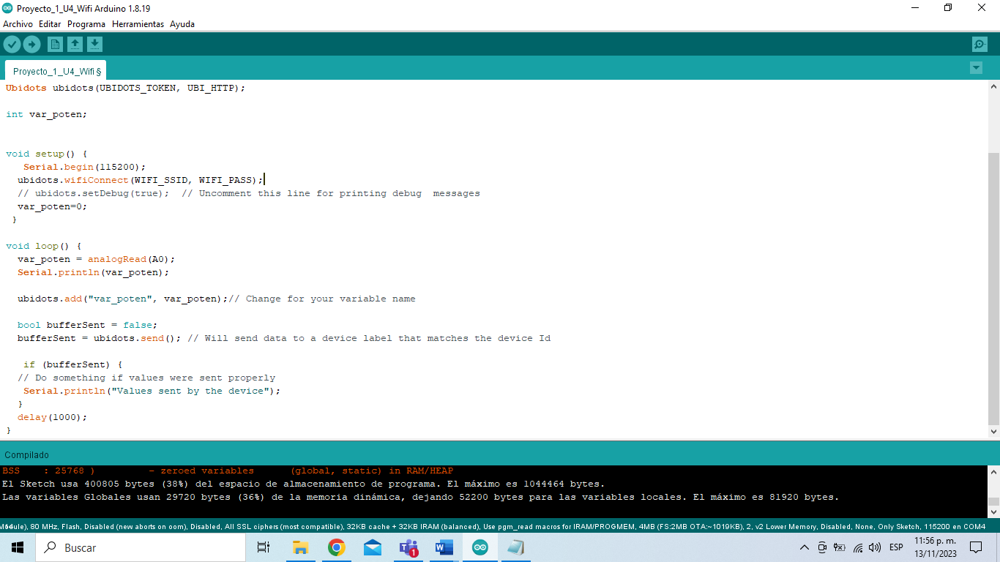 Proyecto_1_U4_Wifi Arduino 1.8.19
Archivo Editar Programa Herramientas Ayuda
Proyecto_1_U4_Wifi §
Ubidots ubidots(UBIDOTS_TOKEN, UBI_HTTP);
int var_poten;
void setup() {
Serial.begin(115200);
ubidots.wifiConnect(WIFI_SSID, WIFI_PASS);
// ubidots.setDebug(true);  // Uncomment this line for printing debug  messages
var_poten=0;
}
void loop() {
var_poten = analogRead(A0);
Serial.println(var_poten);
ubidots.add("var_poten", var_poten);// Change for your variable name
bool bufferSent = false;
bufferSent = ubidots.send(); // Will send data to a device label that matches the device Id
if (bufferSent) {
// Do something if values were sent properly
Serial.println("Values sent by the device");
}
delay(1000);
}
Compilado
BSS    : 25768 )         - zeroed variables      (global, static) in RAM/HEAP
El Sketch usa 400805 bytes (38%) del espacio de almacenamiento de programa. El máximo es 1044464 bytes.
Las variables Globales usan 29720 bytes (36%) de la memoria dinámica, dejando 52200 bytes para las variables locales. El máximo es 81920 bytes.
), 80 MHz, Flash, Disabled (new aborts on oom), Disabled, All SSL ciphers (most compatible), 32KB cache + 32KB IRAM (balanced), Use pgm_read macros for IRAM/PROGMEM, 4MB (FS:2MB OTA:~1019KB), 2, v2 Lower Memory, Disabled, None, Only Sketch, 115200 en COM4
Buscar
1
ESP
11:56 p. m.
13/11/2023